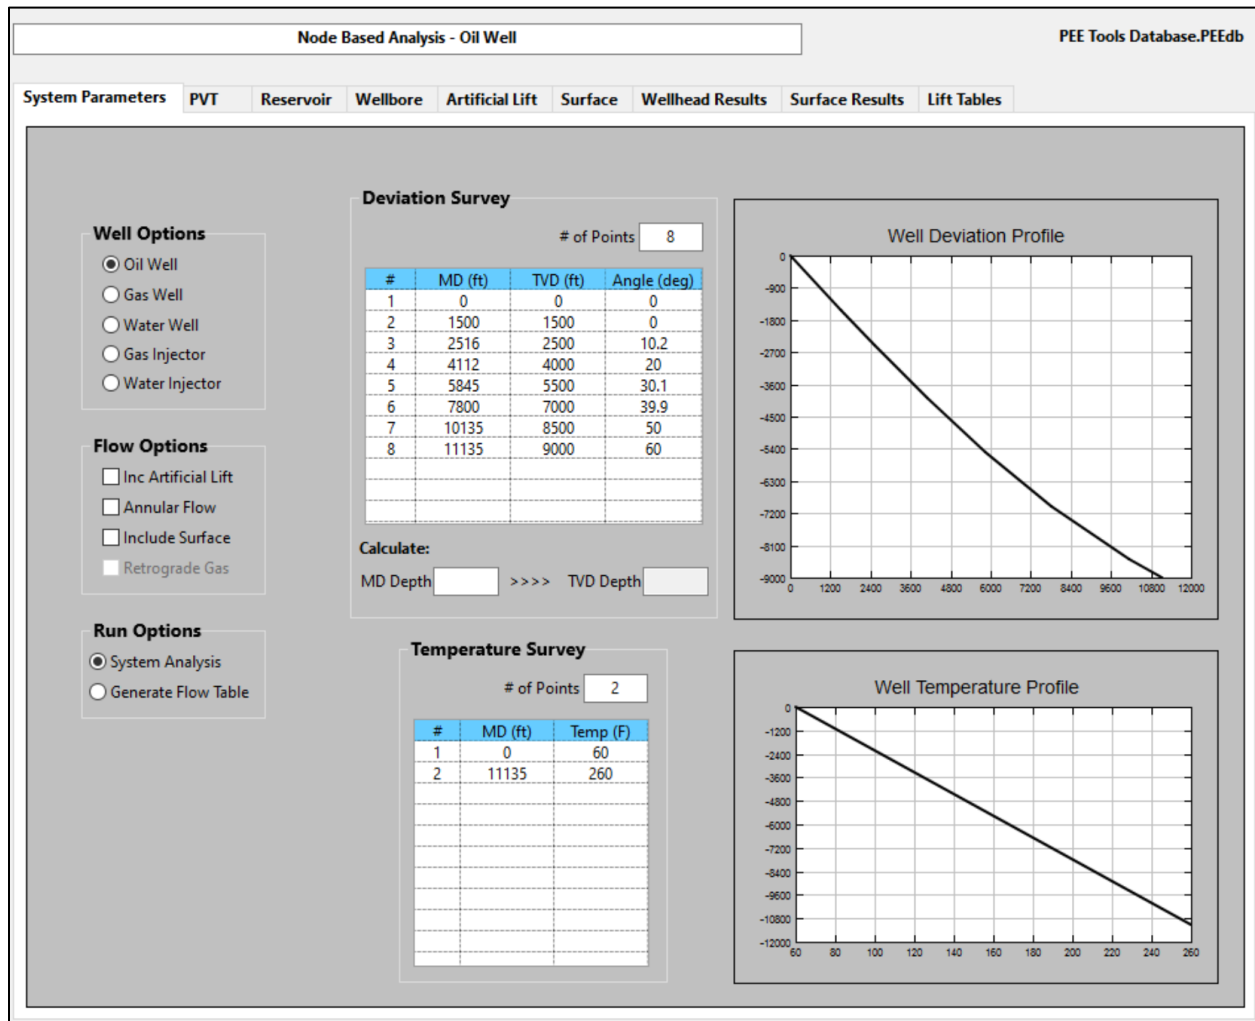 Node Based Analysis - Oil Well
PEE Tools Database.PEEdb
System Parameters PVT Reservoir Wellbore Artificial Lift Surface Wellhead Results Surface Results Lift Tables
Well Options
Oil Well
Gas Well
Water Well
Gas Injector
Water Injector
Flow Options
Inc Artificial Lift
Annular Flow
Include Surface
Retrograde Gas
Run Options
System Analysis
Generate Flow Table
Deviation Survey
# of Points 8
# MD (ft) TVD (ft) Angle (deg)
1 0 0 0
2 1500 1500 0
3 2516 2500 10.2
4 4112 4000 20
5 5845 5500 30.1
6 7800 7000 39.9
7 10135 8500 50
8 11135 9000 60
Calculate:
MD Depth >>>> TVD Depth
Temperature Survey
# of Points 2
# MD (ft) Temp (F)
1 0 60
2 11135 260
Well Deviation Profile
0
-900
-1800
-2700
-3600
-4500
-5400
-6300
-7200
-8100
-9000
0 1200 2400 3600 4800 6000 7200 8400 9600 10800 12000
Well Temperature Profile
0
-1200
-2400
-3600
-4800
-6000
-7200
-8400
-9600
-10800
-12000
60 80 100 120 140 160 180 200 220 240 260